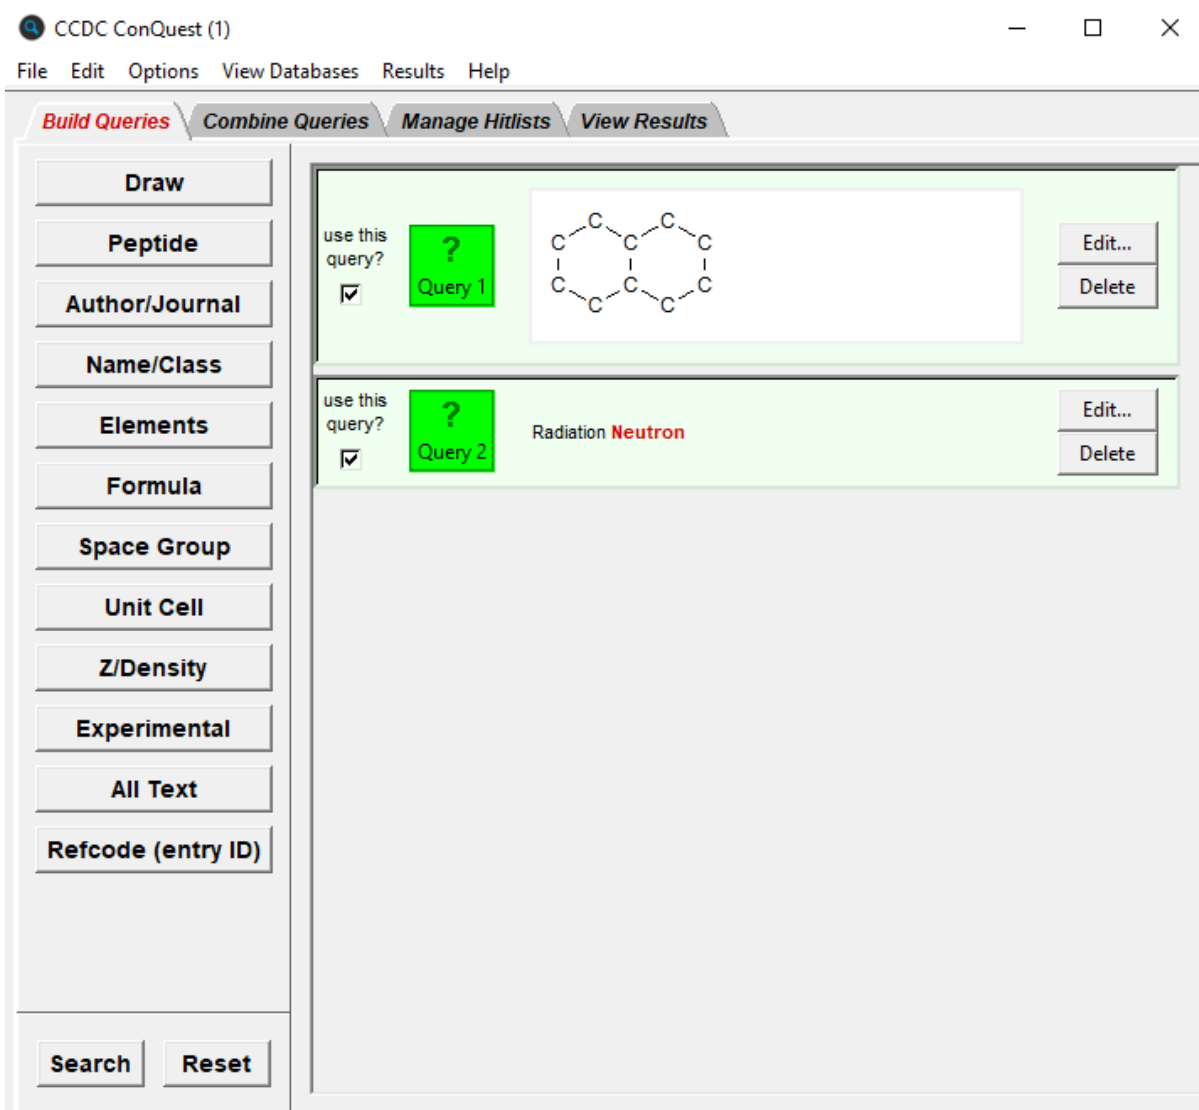 CCDC ConQuest (1)
File Edit Options View Databases Results Help
Build Queries Combine Queries Manage Hitlists View Results
Draw
Peptide
Author/Journal
Name/Class
Elements
Formula
Space Group
Unit Cell
Z/Density
Experimental
All Text
Refcode (entry ID)
Search Reset
use this
query?
?
Query 1
C C
C C C
C C C
C C
Edit...
Delete
use this
query?
?
Query 2
Radiation Neutron
Edit...
Delete